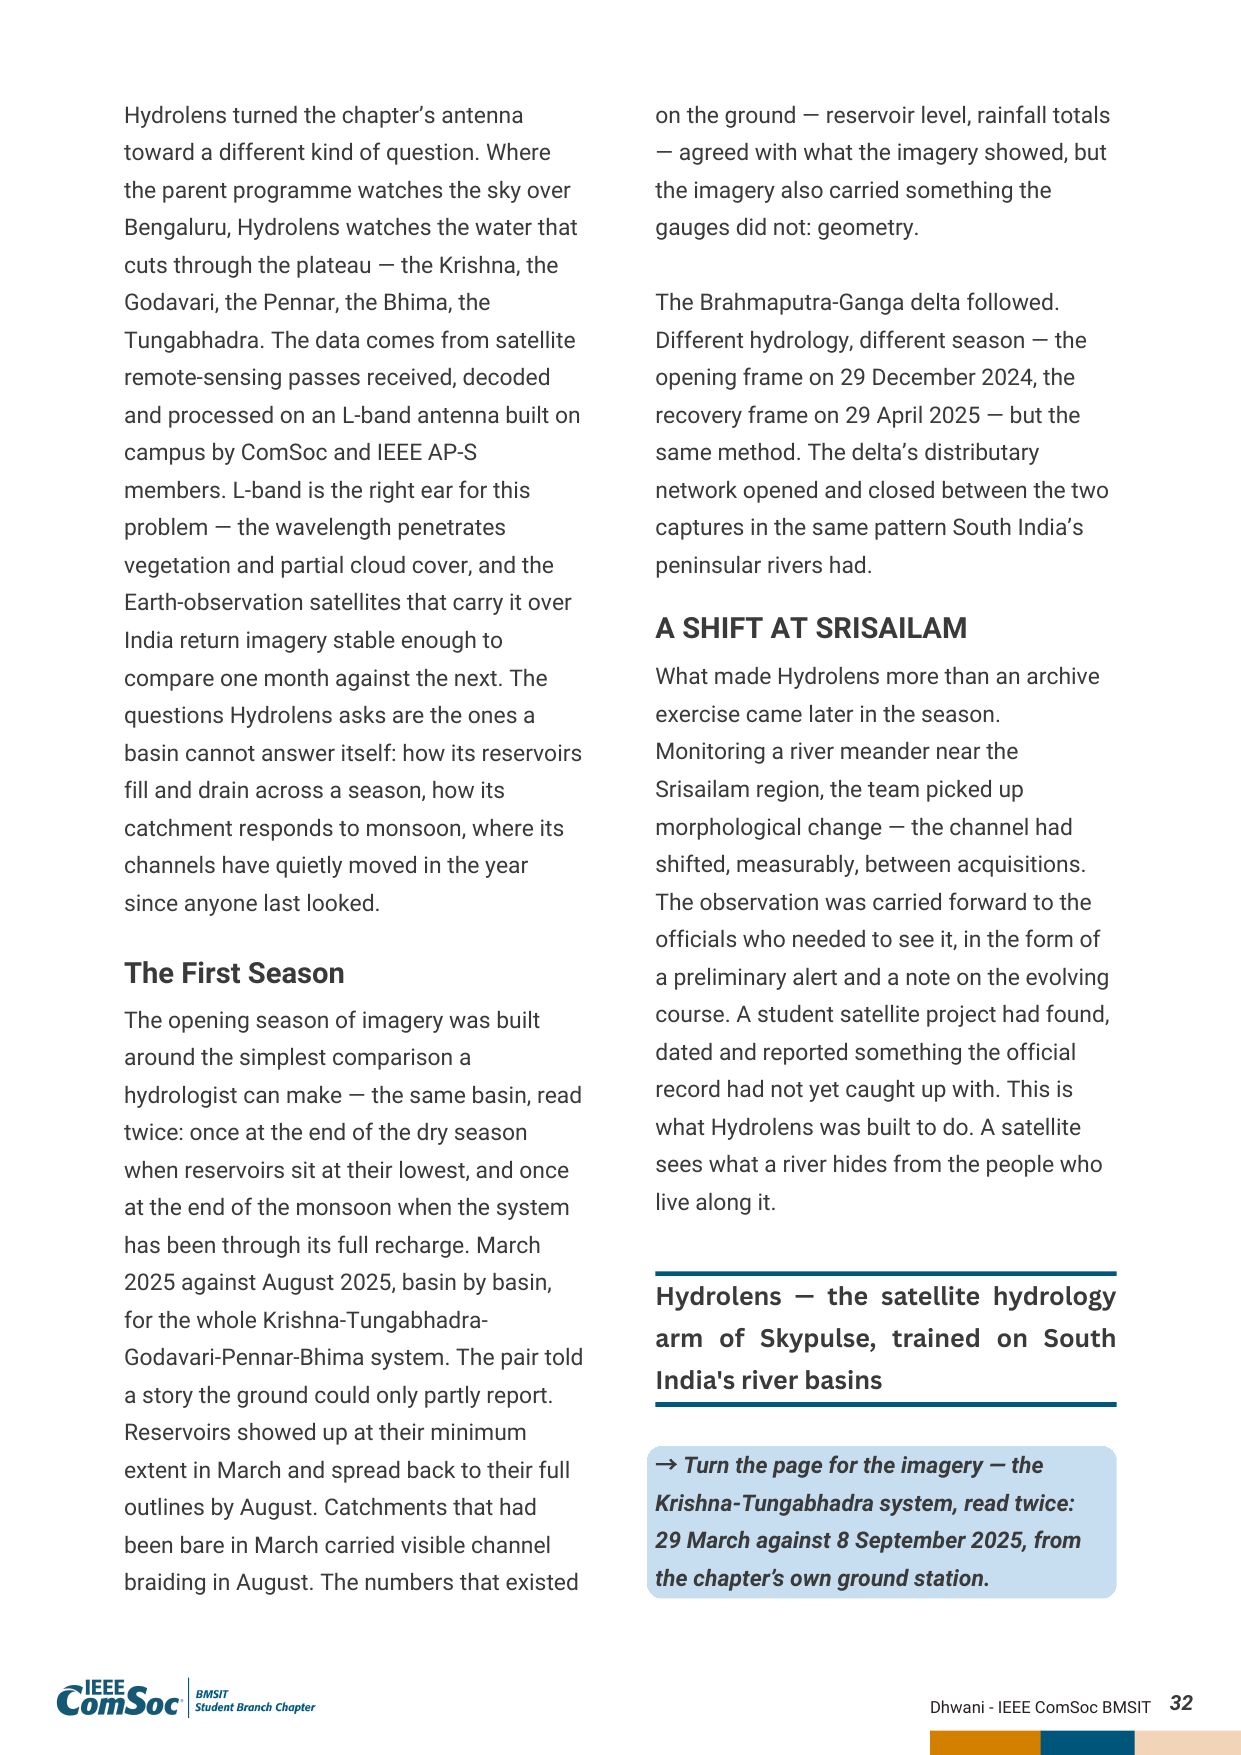 Hydrolens turned the chapter’s antenna
toward a different kind of question. Where
the parent programme watches the sky over
Bengaluru, Hydrolens watches the water that
cuts through the plateau — the Krishna, the
Godavari, the Pennar, the Bhima, the
Tungabhadra. The data comes from satellite
remote-sensing passes received, decoded
and processed on an L-band antenna built on
campus by ComSoc and IEEE AP-S
members. L-band is the right ear for this
problem — the wavelength penetrates
vegetation and partial cloud cover, and the
Earth-observation satellites that carry it over
India return imagery stable enough to
compare one month against the next. The
questions Hydrolens asks are the ones a
basin cannot answer itself: how its reservoirs
fill and drain across a season, how its
catchment responds to monsoon, where its
channels have quietly moved in the year
since anyone last looked.
The First Season
The opening season of imagery was built
around the simplest comparison a
hydrologist can make — the same basin, read
twice: once at the end of the dry season
when reservoirs sit at their lowest, and once
at the end of the monsoon when the system
has been through its full recharge. March
2025 against August 2025, basin by basin,
for the whole Krishna-Tungabhadra-
Godavari-Pennar-Bhima system. The pair told
a story the ground could only partly report.
Reservoirs showed up at their minimum
extent in March and spread back to their full
outlines by August. Catchments that had
been bare in March carried visible channel
braiding in August. The numbers that existed
on the ground — reservoir level, rainfall totals
— agreed with what the imagery showed, but
the imagery also carried something the
gauges did not: geometry.
The Brahmaputra-Ganga delta followed.
Different hydrology, different season — the
opening frame on 29 December 2024, the
recovery frame on 29 April 2025 — but the
same method. The delta’s distributary
network opened and closed between the two
captures in the same pattern South India’s
peninsular rivers had.
A SHIFT AT SRISAILAM
What made Hydrolens more than an archive
exercise came later in the season.
Monitoring a river meander near the
Srisailam region, the team picked up
morphological change — the channel had
shifted, measurably, between acquisitions.
The observation was carried forward to the
officials who needed to see it, in the form of
a preliminary alert and a note on the evolving
course. A student satellite project had found,
dated and reported something the official
record had not yet caught up with. This is
what Hydrolens was built to do. A satellite
sees what a river hides from the people who
live along it.
Hydrolens — the satellite hydrology
arm of Skypulse, trained on South
India's river basins
→ Turn the page for the imagery — the
Krishna-Tungabhadra system, read twice:
29 March against 8 September 2025, from
the chapter’s own ground station.
IEEE
ComSoc
BMSIT
Student Branch Chapter
Dhwani - IEEE ComSoc BMSIT 32